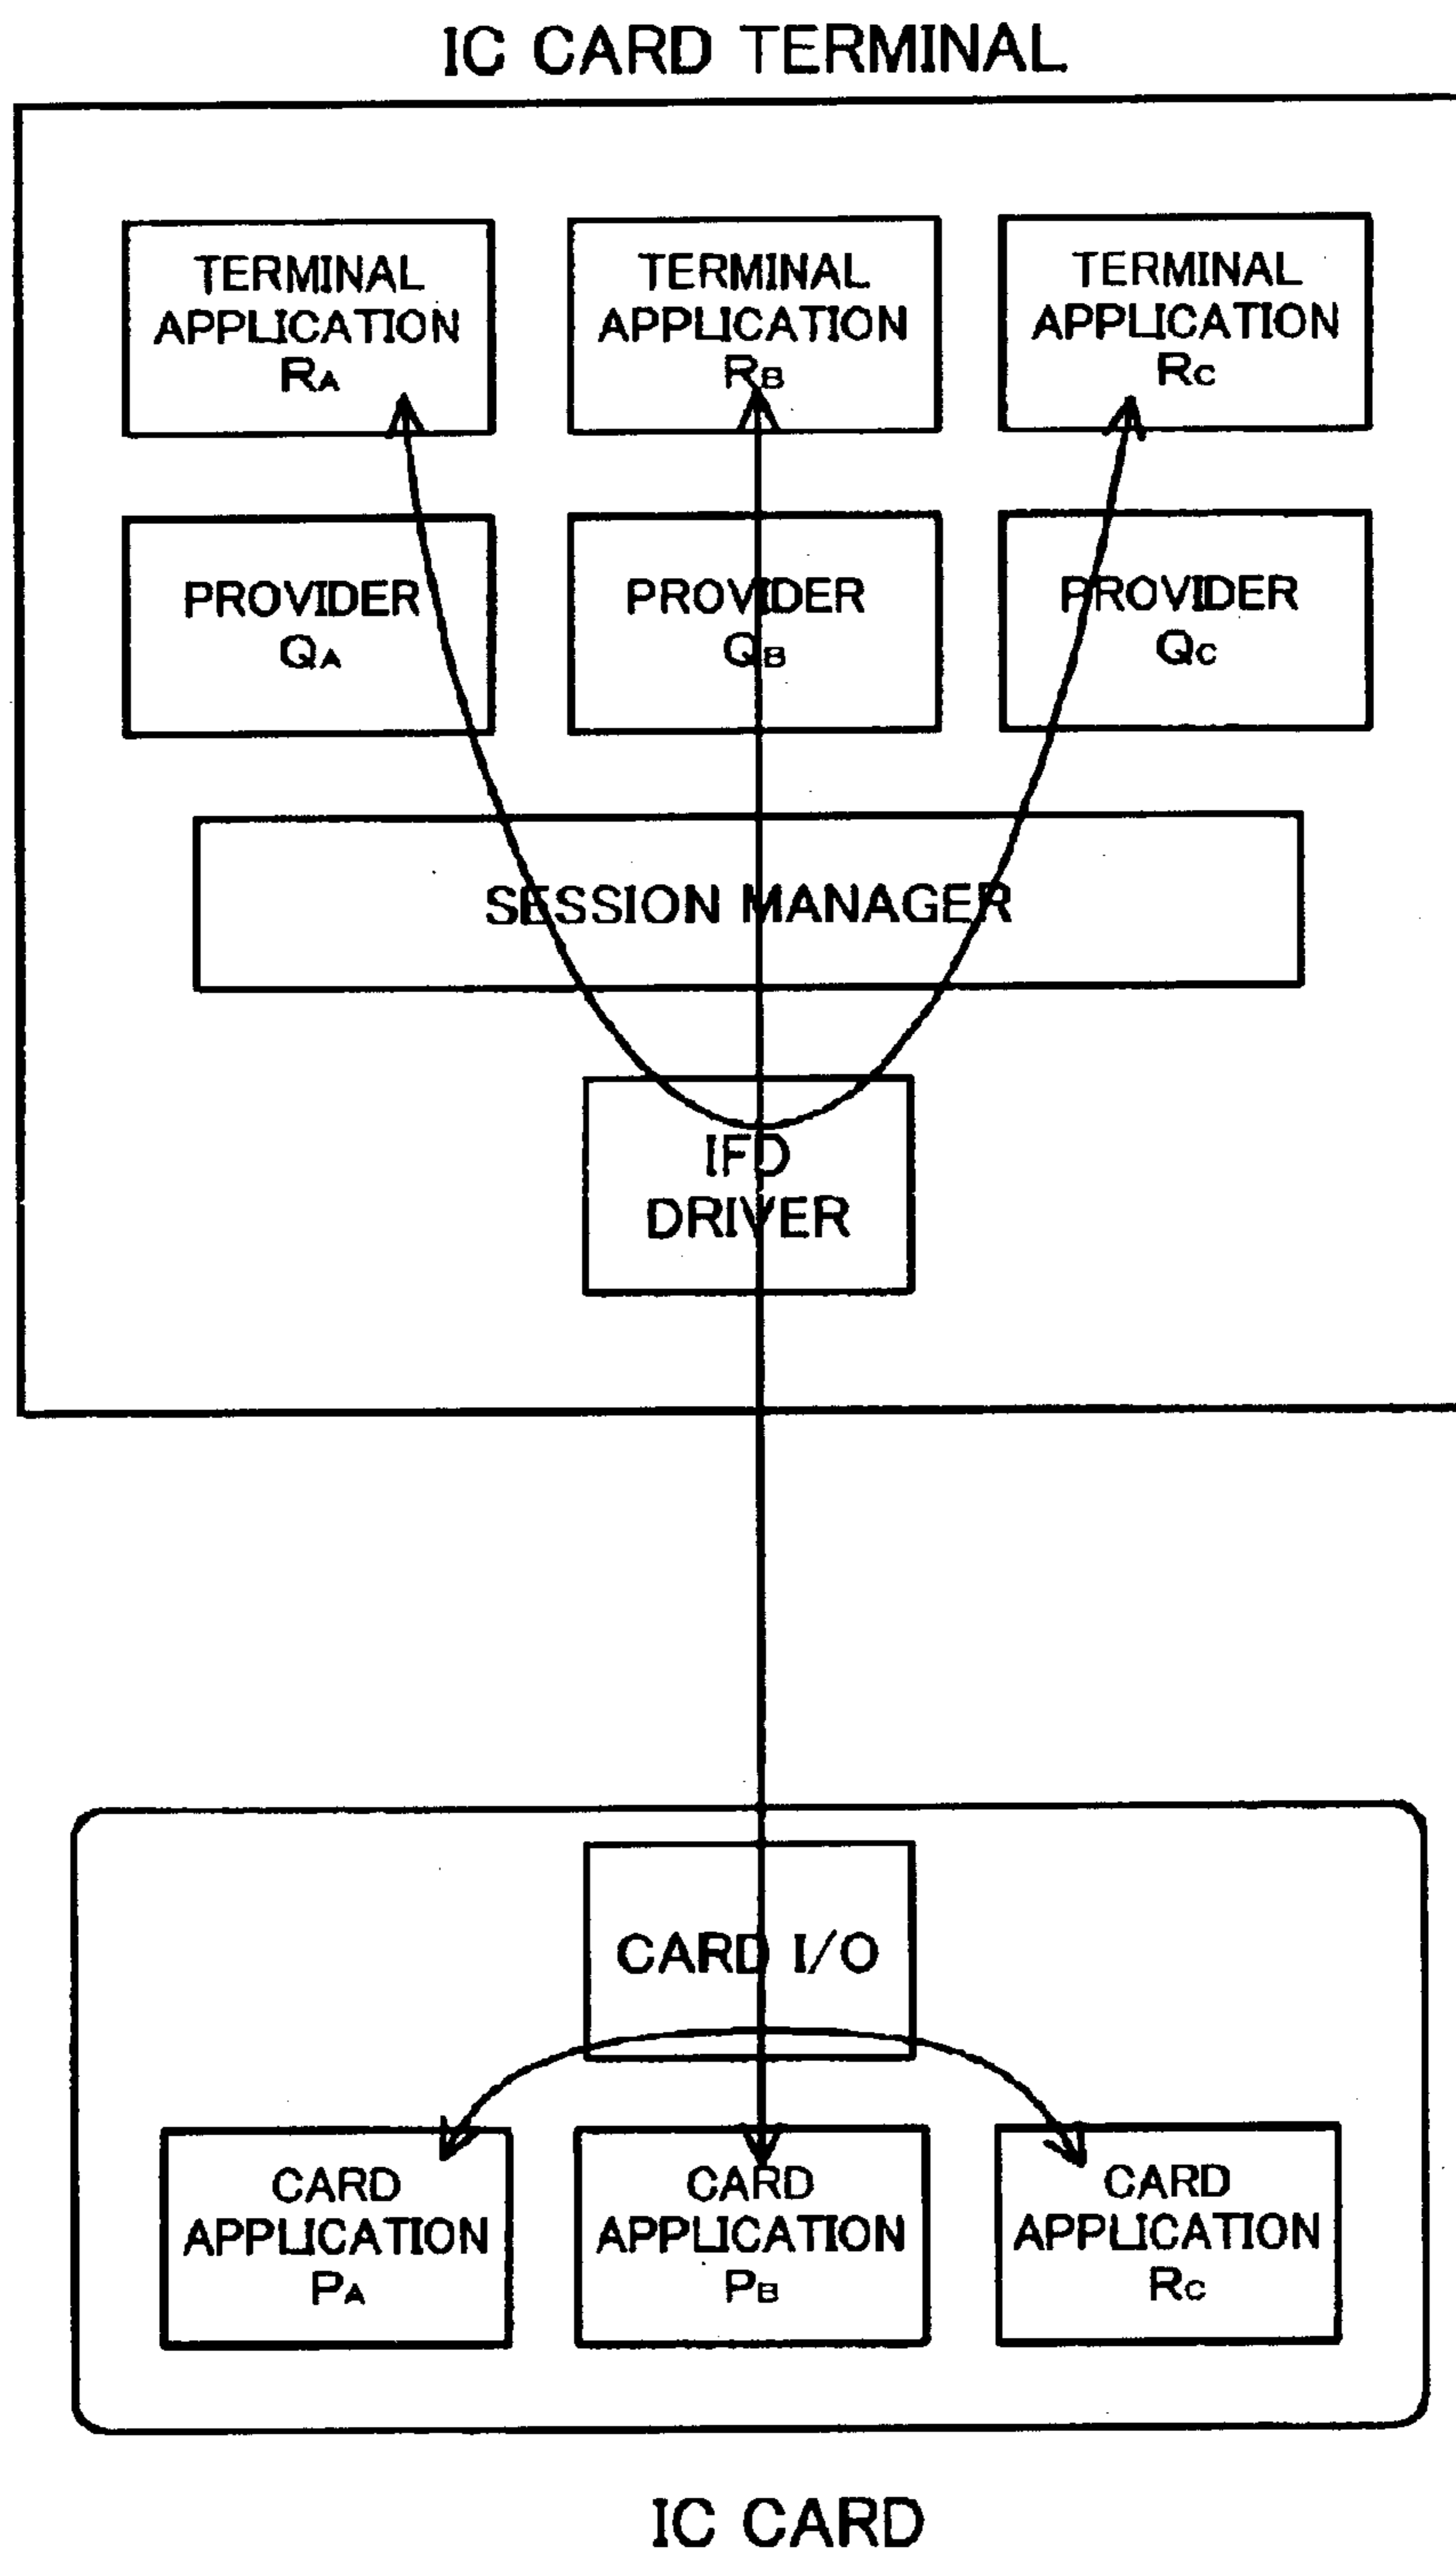 IC CARD TERMINAL
TERMINAL
APPLICATION
RA
TERMINAL
APPLICATION
RB
TERMINAL
APPLICATION
RC
PROVIDER
QA
PROVIDER
QB
PROVIDER
QC
SESSION MANAGER
IFD
DRIVER
CARD I/O
CARD
APPLICATION
PA
CARD
APPLICATION
PB
CARD
APPLICATION
RC
IC CARD